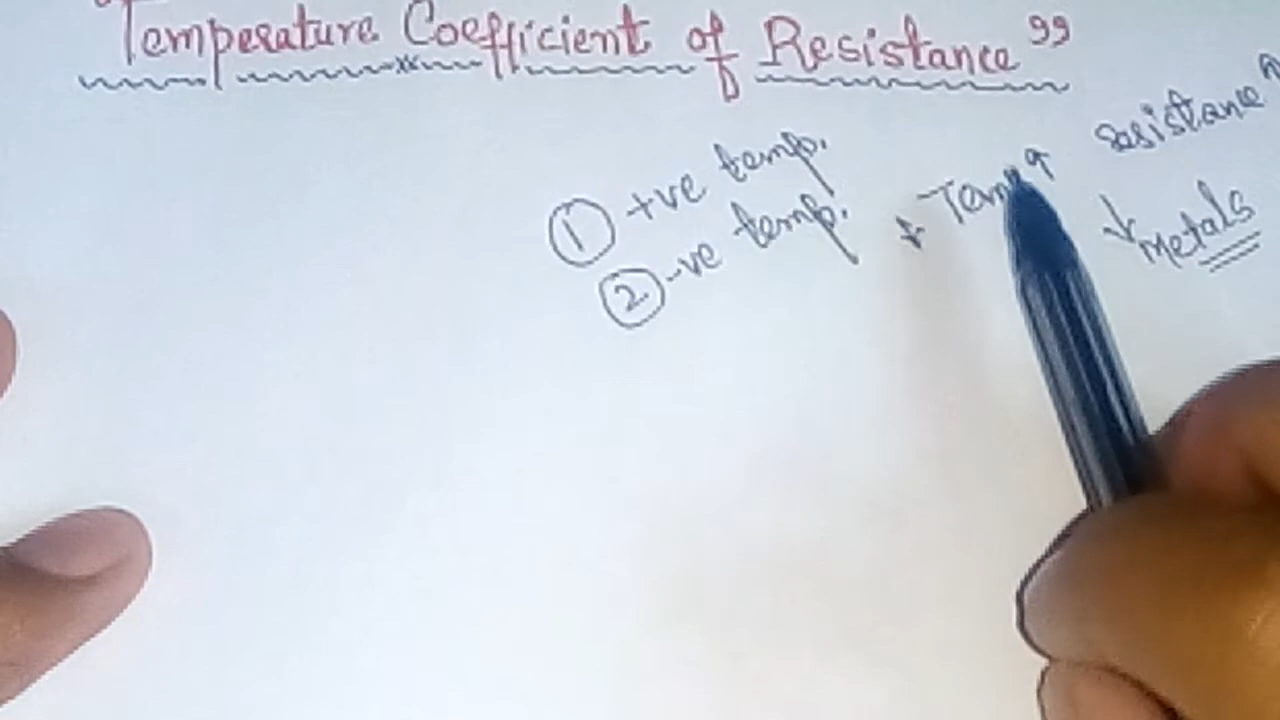 "Temperature Coefficient of Resistance"
① +ve temp.
② -ve temp.
Temp↑ resistance↑
↓ metals